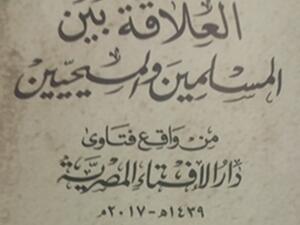 العلاقة بين
المسلمين والمسيحيين
من واقع فتاوى
دار الإفتاء المصرية
١٤٣٩هـ - ٢٠١٧م